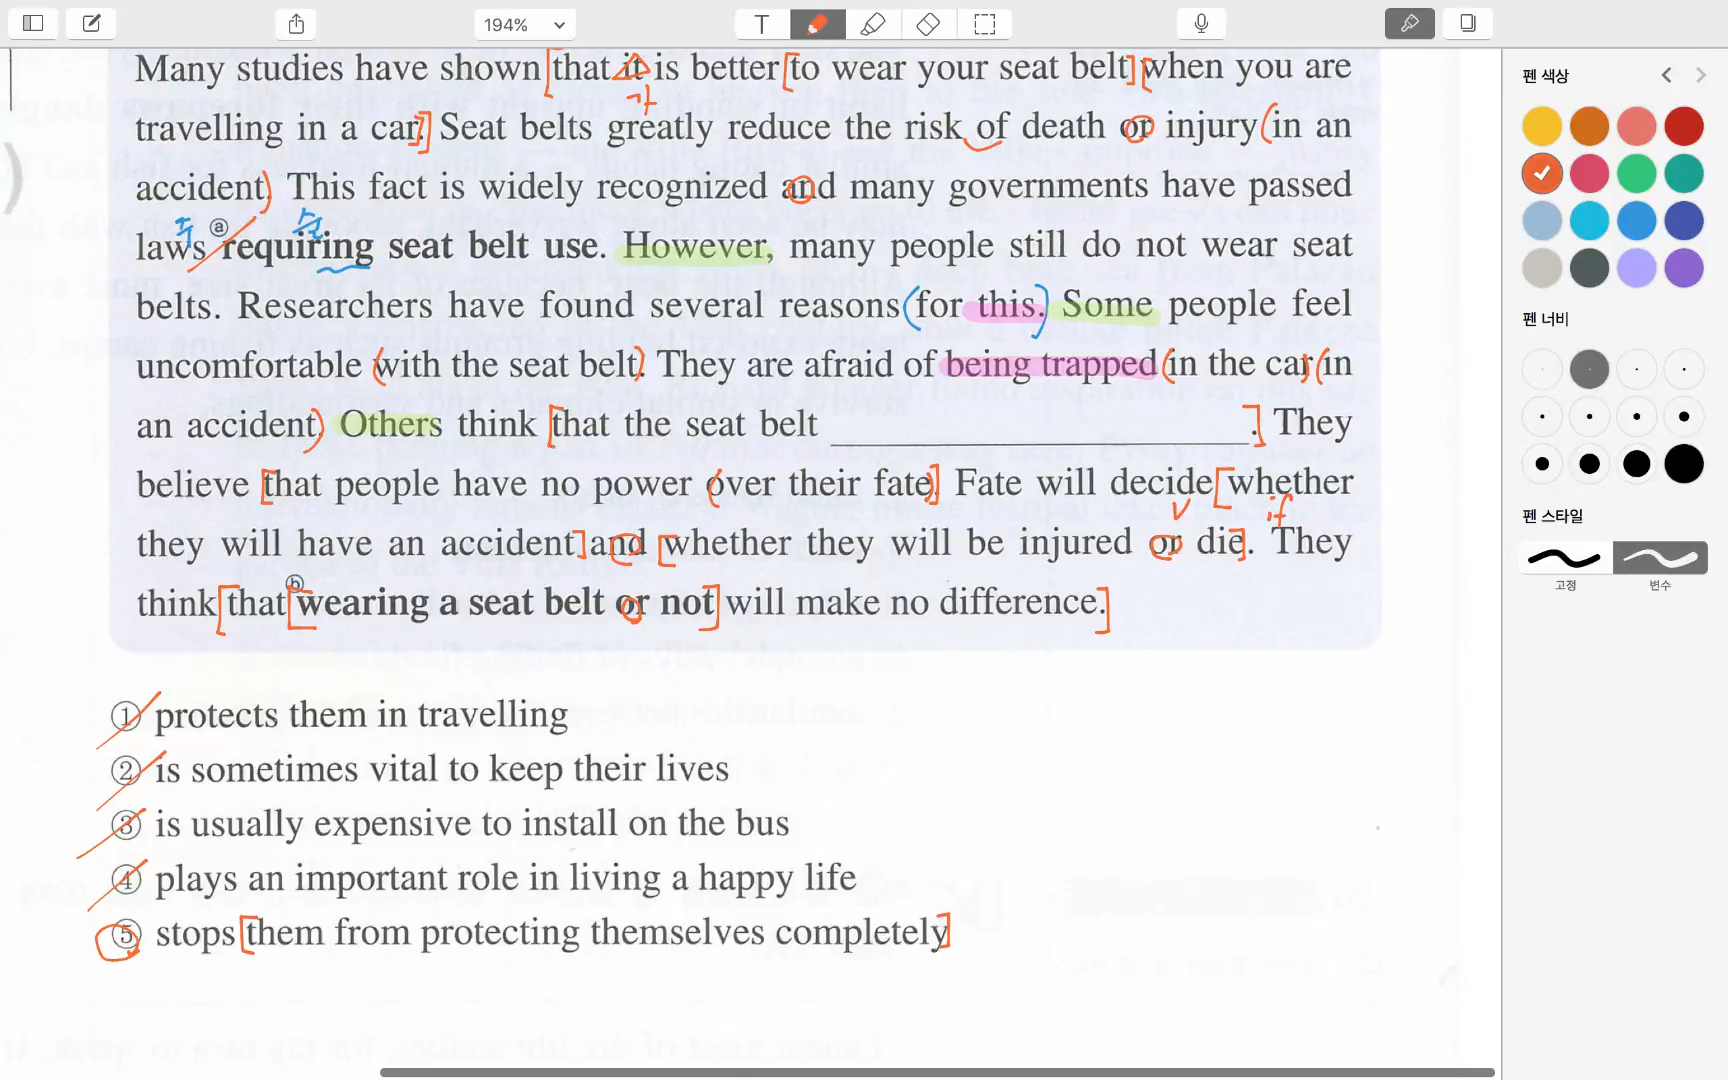 194%
T
Many studies have shown that it is better to wear your seat belt when you are
가
travelling in a car. Seat belts greatly reduce the risk of death or injury in an
accident. This fact is widely recognized and many governments have passed
laws ⓐ requiring seat belt use. However, many people still do not wear seat
belts. Researchers have found several reasons for this. Some people feel
uncomfortable with the seat belt. They are afraid of being trapped in the car in
an accident. Others think that the seat belt ____________________. They
believe that people have no power over their fate. Fate will decide whether
if
they will have an accident and whether they will be injured or die. They
think that ⓑ wearing a seat belt or not will make no difference.
① protects them in travelling
② is sometimes vital to keep their lives
③ is usually expensive to install on the bus
④ plays an important role in living a happy life
⑤ stops them from protecting themselves completely
펜 색상
펜 너비
펜 스타일
고정
변수